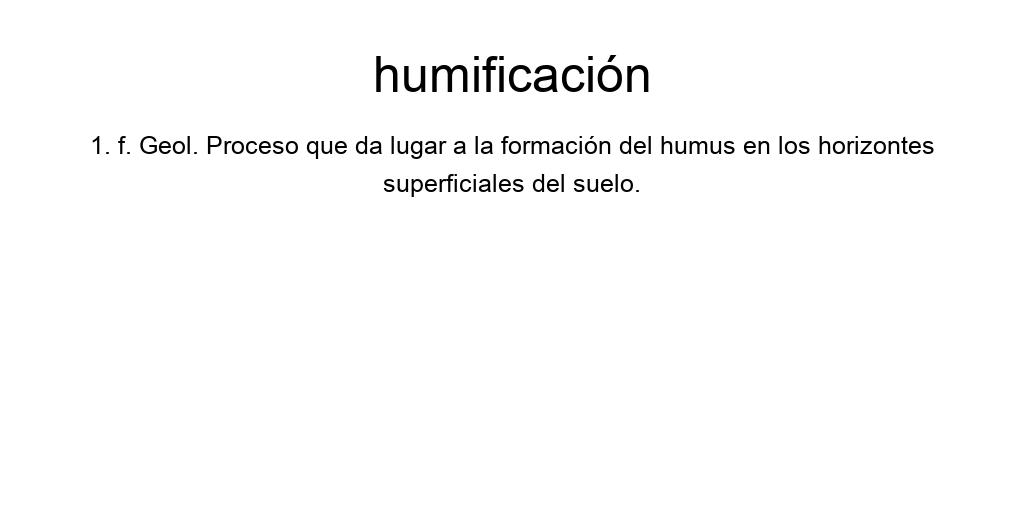 humificación
1. f. Geol. Proceso que da lugar a la formación del humus en los horizontes
superficiales del suelo.